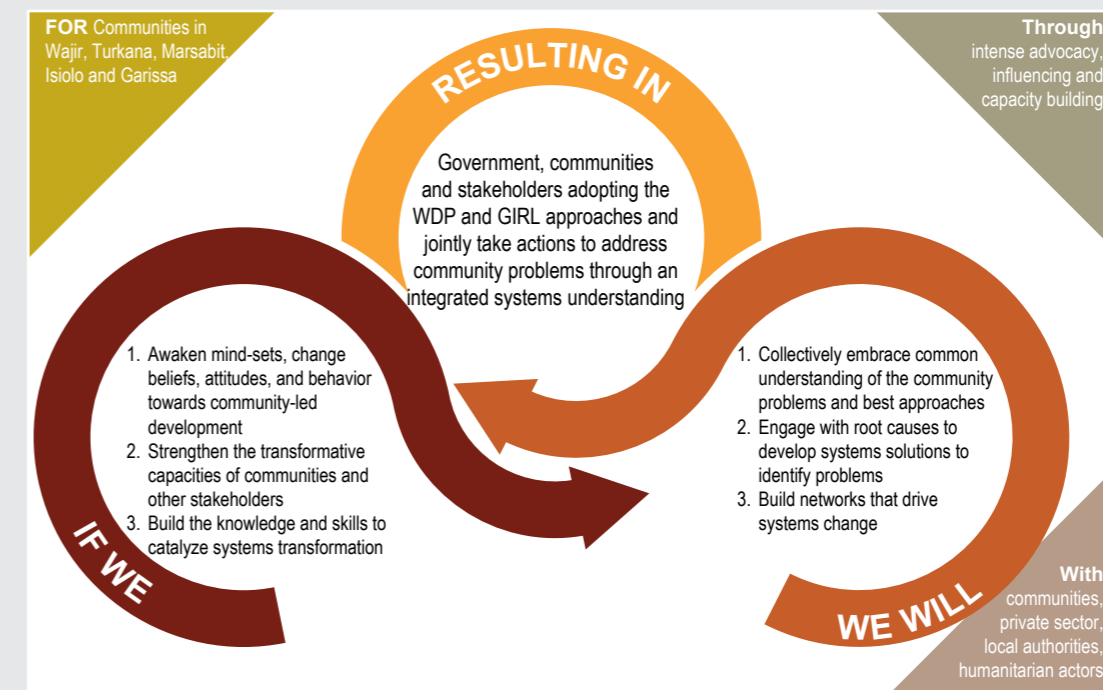 FOR Communities in
Wajir, Turkana, Marsabit,
Isiolo and Garissa
Through
intense advocacy,
influencing and
capacity building
RESULTING IN
Government, communities
and stakeholders adopting the
WDP and GIRL approaches and
jointly take actions to address
community problems through an
integrated systems understanding
1. Awaken mind-sets, change
beliefs, attitudes, and behavior
towards community-led
development
2. Strengthen the transformative
capacities of communities and
other stakeholders
3. Build the knowledge and skills to
catalyze systems transformation
IF WE
1. Collectively embrace common
understanding of the community
problems and best approaches
2. Engage with root causes to
develop systems solutions to
identify problems
3. Build networks that drive
systems change
WE WILL
With
communities,
private sector,
local authorities,
humanitarian actors